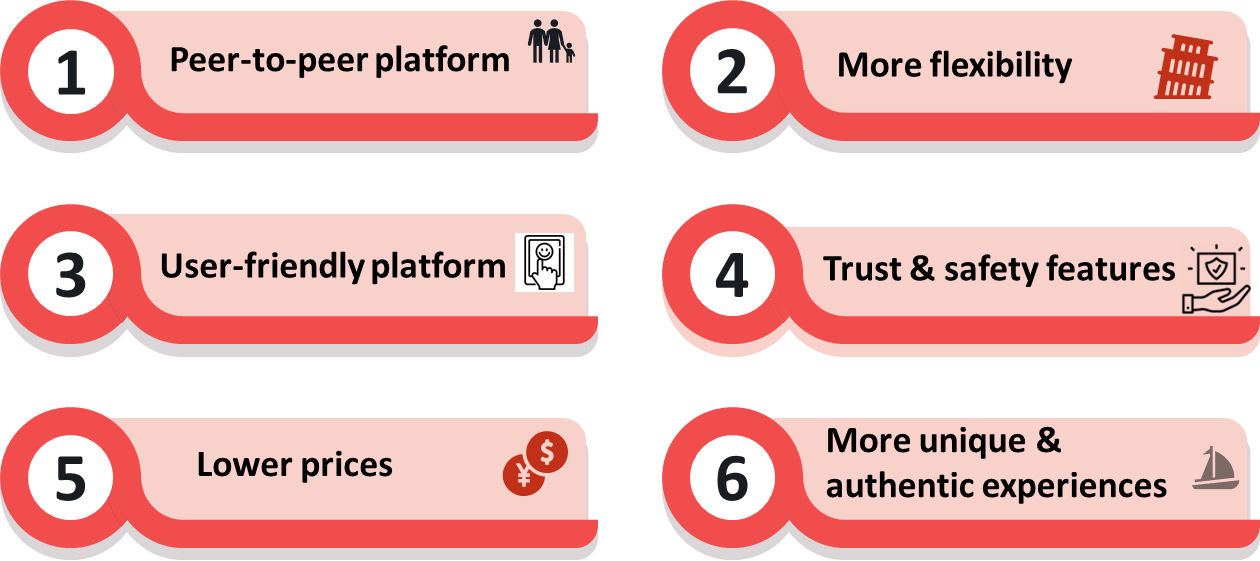 1
Peer-to-peer platform
2
More flexibility
3
User-friendly platform
4
Trust & safety features
5
Lower prices
¥ $
6
More unique &
authentic experiences